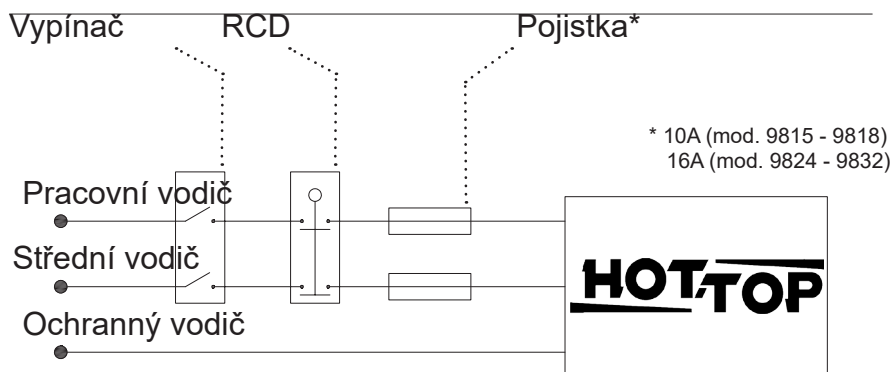 Vypínač RCD Pojistka*
* 10A (mod. 9815 - 9818)
16A (mod. 9824 - 9832)
Pracovní vodič
Střední vodič
HOT-TOP
Ochranný vodič